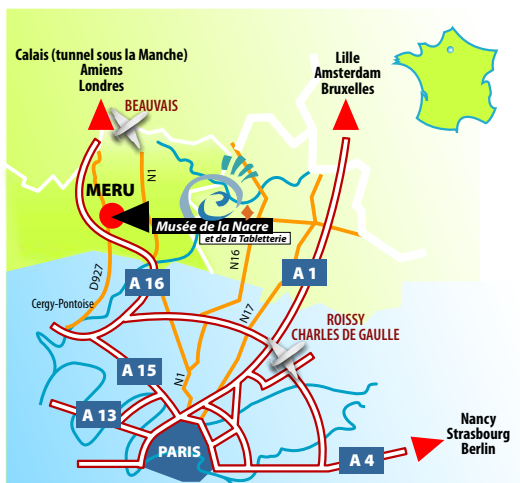 Calais (tunnel sous la Manche)
Amiens
Londres
Lille
Amsterdam
Bruxelles
BEAUVAIS
N1
MERU
Musée de la Nacre
et de la Tabletterie
N16
D927
A 16
A 1
Cergy-Pontoise
N17
ROISSY
CHARLES DE GAULLE
A 15
N1
A 13
PARIS
A 4
Nancy
Strasbourg
Berlin